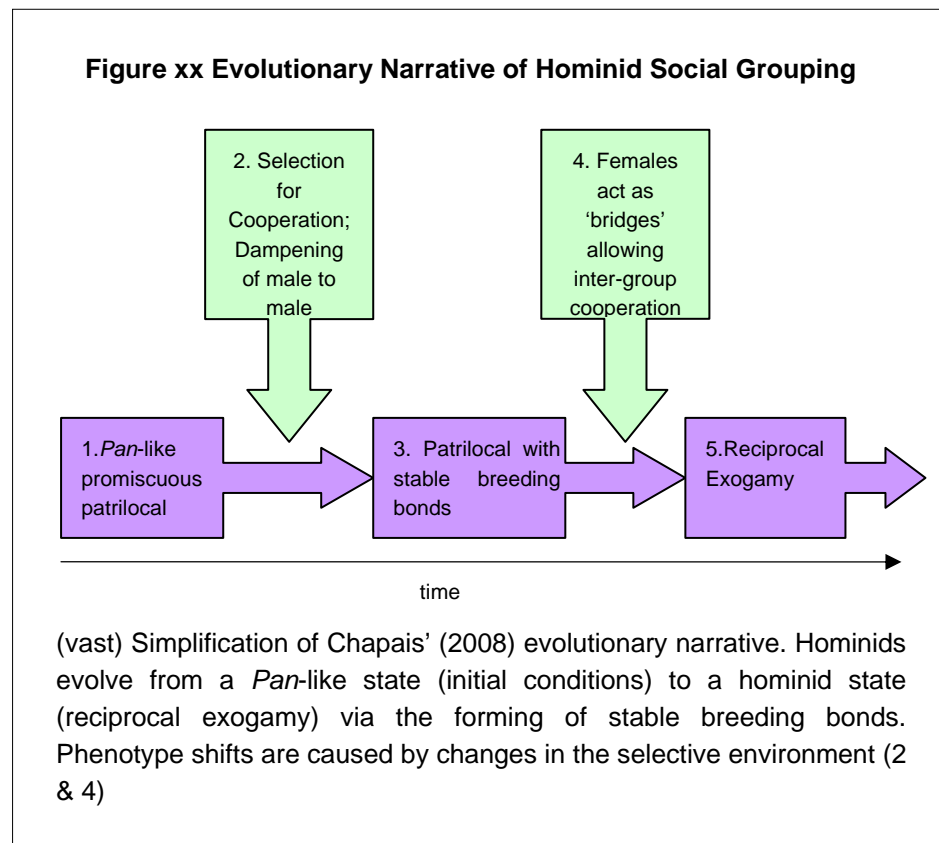 Figure xx Evolutionary Narrative of Hominid Social Grouping
2. Selection
for
Cooperation;
Dampening
of male to
male
4. Females
act as
‘bridges’
allowing
inter-group
cooperation
1.Pan-like
promiscuous
patrilocal
3. Patrilocal with
stable breeding
bonds
5.Reciprocal
Exogamy
time
(vast) Simplification of Chapais’ (2008) evolutionary narrative. Hominids
evolve from a Pan-like state (initial conditions) to a hominid state
(reciprocal exogamy) via the forming of stable breeding bonds.
Phenotype shifts are caused by changes in the selective environment (2
& 4)